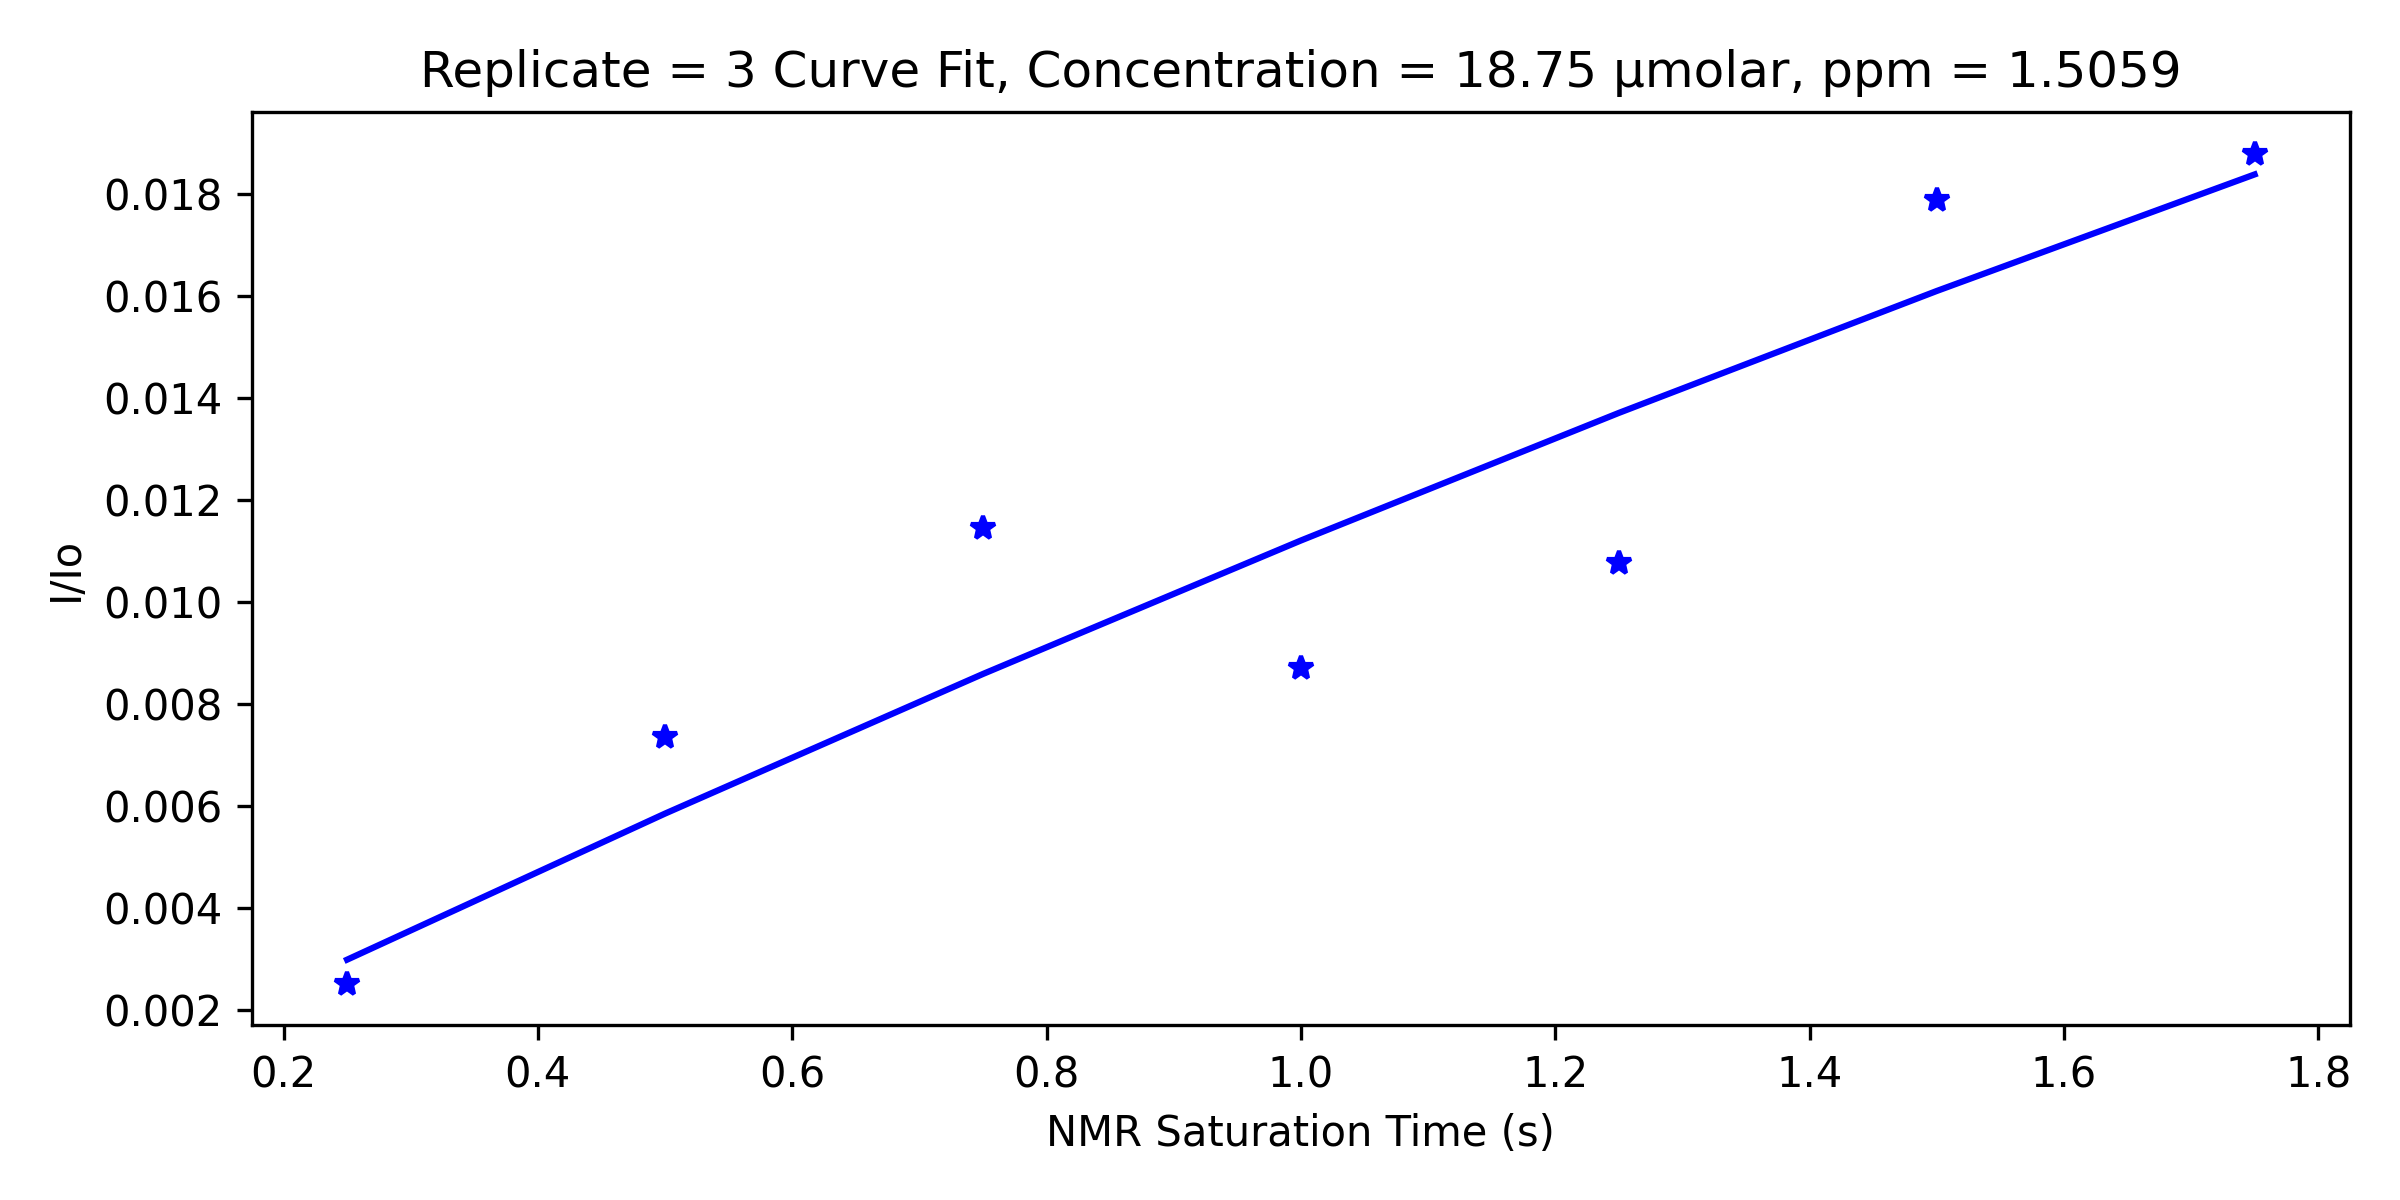 Replicate = 3 Curve Fit, Concentration = 18.75 µmolar, ppm = 1.5059
0.018
0.016
0.014
0.012
0.010
0.008
0.006
0.004
0.002
I/Io
0.2 0.4 0.6 0.8 1.0 1.2 1.4 1.6 1.8
NMR Saturation Time (s)